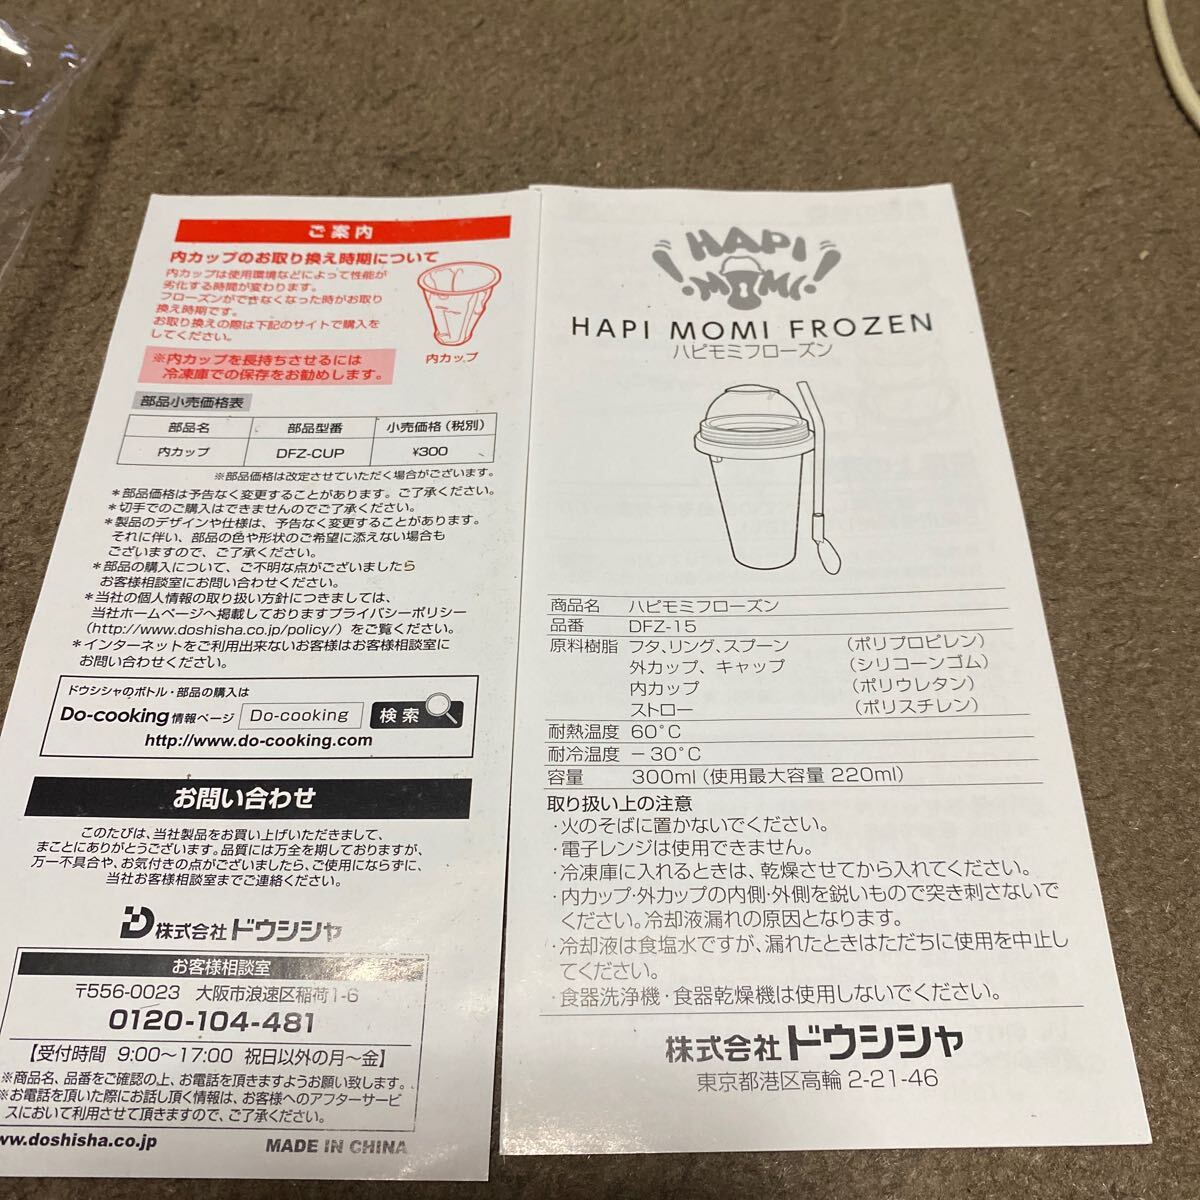 ご案内
内カップのお取り換え時期について
内カップは使用環境などによって性能が
劣化する時間が変わります。
フローズンができなくなった時がお取り
換え時期です。
お取り換えの際は下記のサイトで購入を
してください。
内カップ
※内カップを長持ちさせるには
冷凍庫での保存をお勧めします。
部品小売価格表
部品名 部品型番 小売価格(税別)
内カップ DFZ-CUP ¥300
※部品価格は改定させていただく場合がございます。
*部品価格は予告なく変更することがあります。ご了承ください。
*切手でのご購入はできませんのでご了承ください。
*製品のデザインや仕様は、予告なく変更することがあります。
それに伴い、部品の色や形状のご希望に添えない場合も
ございますので、ご了承ください。
*部品の購入について、ご不明な点がございましたら
お客様相談室にお問い合わせください。
*当社の個人情報の取り扱い方針につきましては、
当社ホームページへ掲載しておりますプライバシーポリシー
(http://www.doshisha.co.jp/policy/)をご覧ください。
*インターネットをご利用出来ないお客様はお客様相談室に
お問い合わせください。
ドウシシャのボトル・部品の購入は
Do-cooking情報ページ Do-cooking 検索
http://www.do-cooking.com
お問い合わせ
このたびは、当社製品をお買い上げいただきまして、
まことにありがとうございます。品質には万全を期しておりますが、
万一不具合や、お気付きの点がございましたら、ご使用にならずに、
当社お客様相談室までご連絡ください。
株式会社ドウシシャ
お客様相談室
〒556-0023 大阪市浪速区稲荷1-6
0120-104-481
【受付時間 9:00〜17:00 祝日以外の月〜金】
※商品名、品番をご確認の上、お電話を頂きますようお願い致します。
※お電話を頂いた際にお話し頂く情報は、お客様へのアフターサービ
スにおいて利用させて頂きますので、ご了承ください。
ww.doshisha.co.jp MADE IN CHINA
HAPI
MOMI
HAPI MOMI FROZEN
ハピモミフローズン
商品名 ハピモミフローズン
品番 DFZ-15
原料樹脂 フタ、リング、スプーン (ポリプロピレン)
外カップ、キャップ (シリコーンゴム)
内カップ (ポリウレタン)
ストロー (ポリスチレン)
耐熱温度 60°C
耐冷温度 −30°C
容量 300ml(使用最大容量 220ml)
取り扱い上の注意
・火のそばに置かないでください。
・電子レンジは使用できません。
・冷凍庫に入れるときは、乾燥させてから入れてください。
・内カップ・外カップの内側・外側を鋭いもので突き刺さないで
ください。冷却液漏れの原因となります。
・冷却液は食塩水ですが、漏れたときはただちに使用を中止し
てください。
・食器洗浄機・食器乾燥機は使用しないでください。
株式会社ドウシシャ
東京都港区高輪 2-21-46